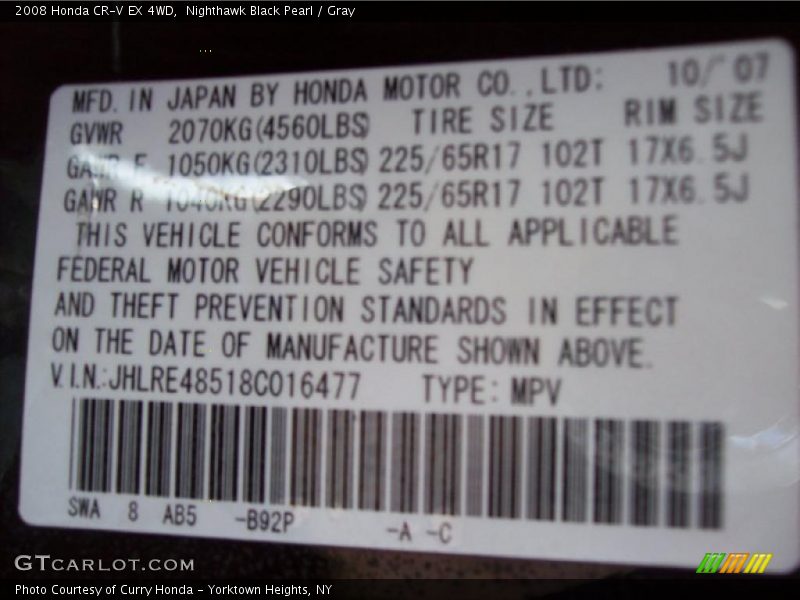 2008 Honda CR-V EX 4WD, Nighthawk Black Pearl / Gray
MFD. IN JAPAN BY HONDA MOTOR CO., LTD: 10/ 07
GVWR 2070KG(4560LBS) TIRE SIZE RIM SIZE
GAWR F 1050KG(2310LBS) 225/65R17 102T 17X6.5J
GAWR R 1040KG(2290LBS) 225/65R17 102T 17X6.5J
THIS VEHICLE CONFORMS TO ALL APPLICABLE
FEDERAL MOTOR VEHICLE SAFETY
AND THEFT PREVENTION STANDARDS IN EFFECT
ON THE DATE OF MANUFACTURE SHOWN ABOVE.
V.I.N.:JHLRE48518C016477 TYPE: MPV
SWA 8 AB5 -B92P -A -C
GTCARLOT.COM
Photo Courtesy of Curry Honda - Yorktown Heights, NY